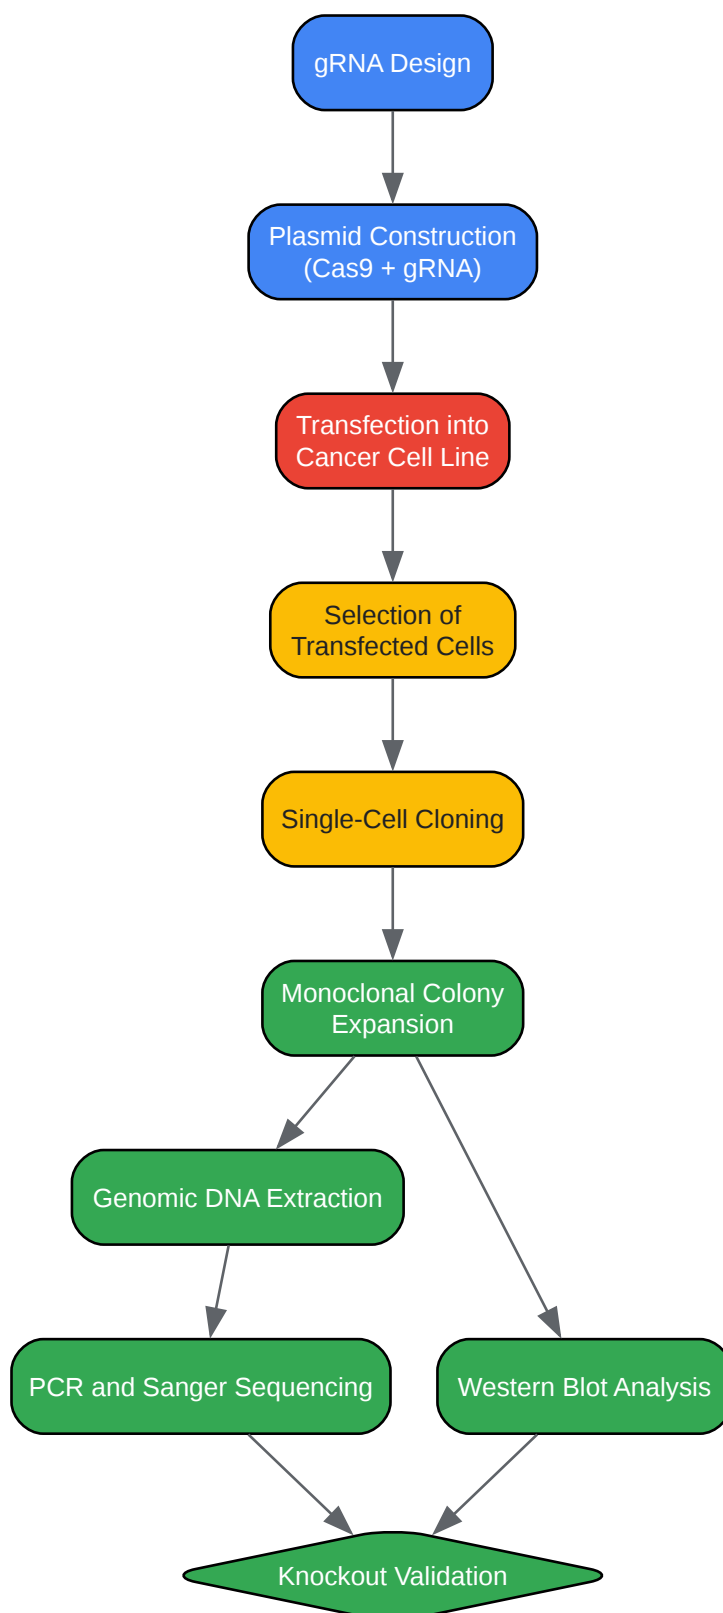 gRNA Design
Plasmid Construction
(Cas9 + gRNA)
Transfection into
Cancer Cell Line
Selection of
Transfected Cells
Single-Cell Cloning
Monoclonal Colony
Expansion
Genomic DNA Extraction
PCR and Sanger Sequencing
Western Blot Analysis
Knockout Validation